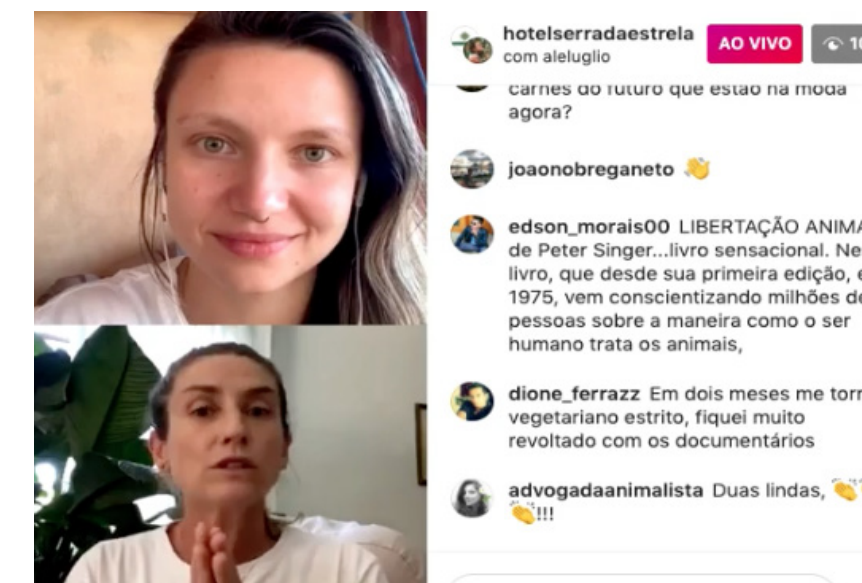 hotelserradaestrela
com aleluglio
AO VIVO
carnes do futuro que estão na moda
agora?
joaonobreganeto 👏
edson_morais00 LIBERTAÇÃO ANIMA
de Peter Singer...livro sensacional. Ne
livro, que desde sua primeira edição, e
1975, vem conscientizando milhões de
pessoas sobre a maneira como o ser
humano trata os animais,
dione_ferrazz Em dois meses me torn
vegetariano estrito, fiquei muito
revoltado com os documentários
advogadaanimalista Duas lindas, 👏
👏!!!